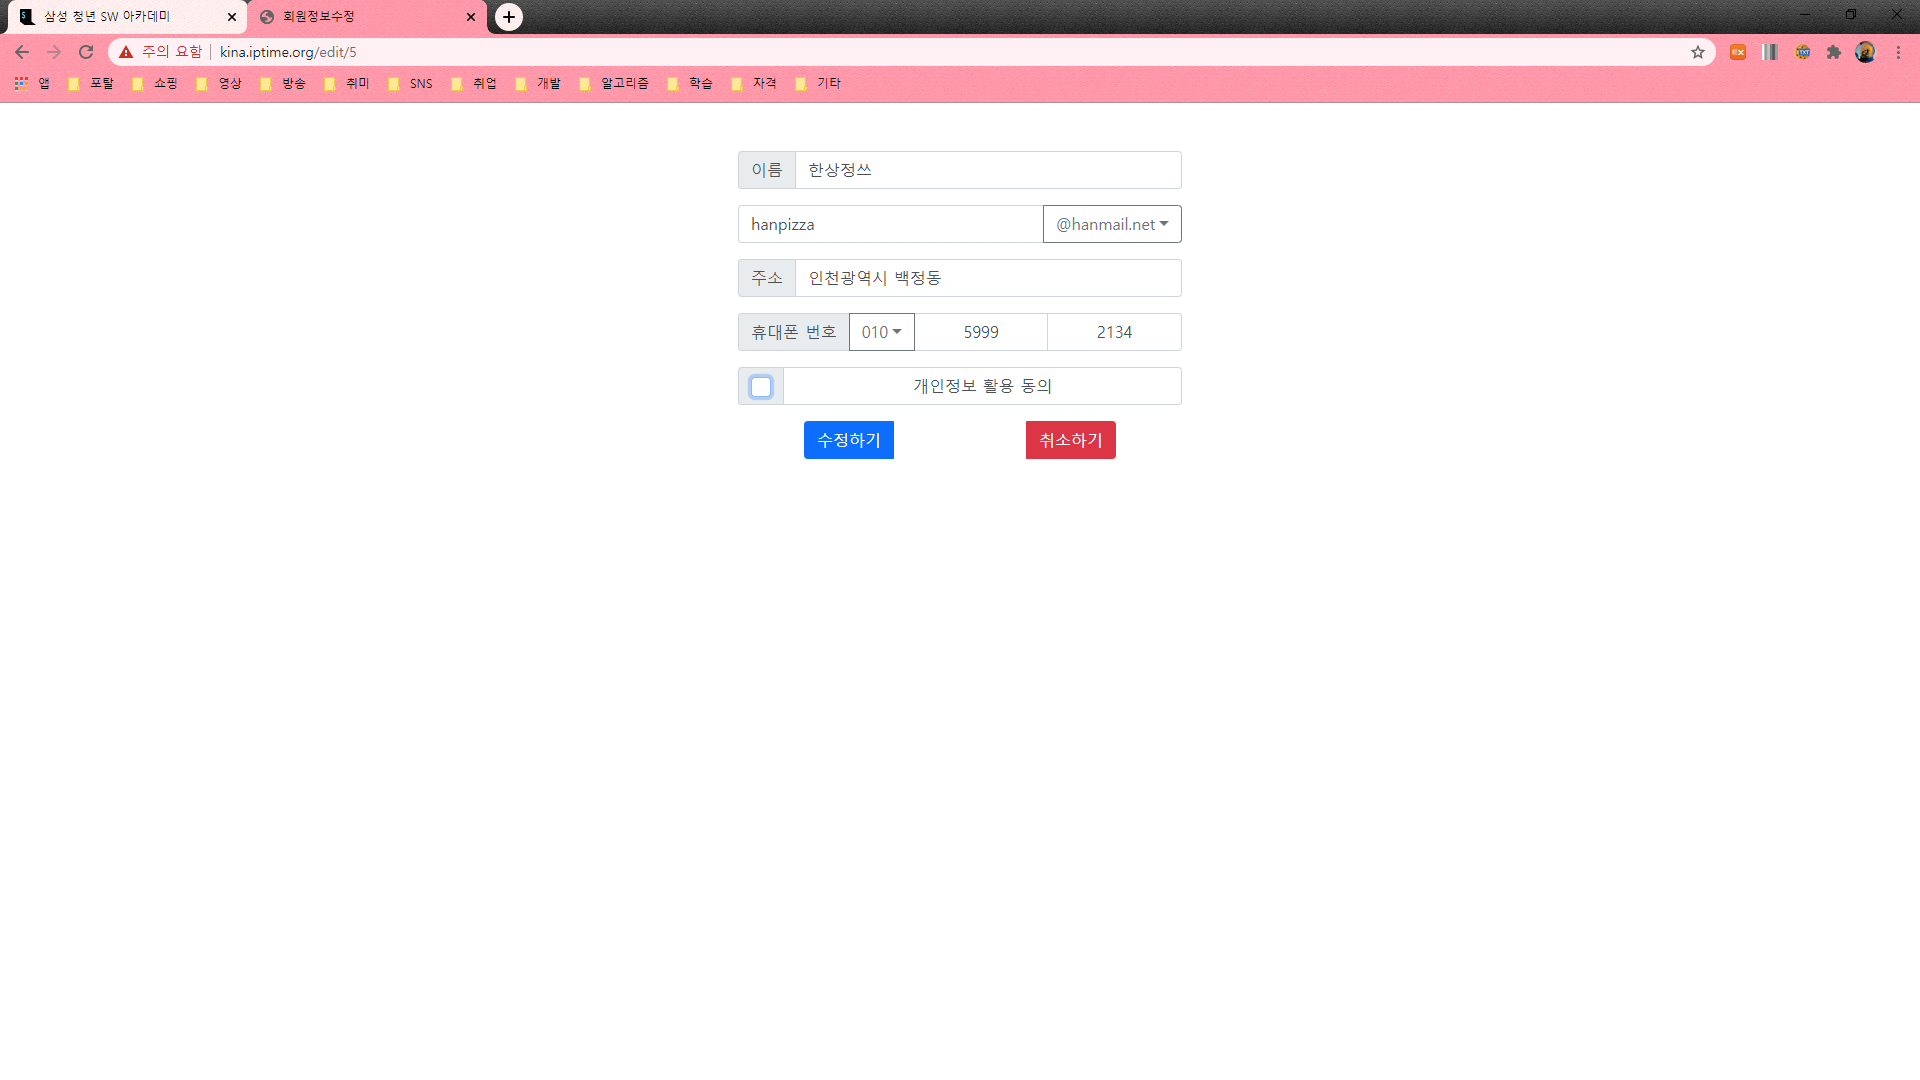 삼성 청년 SW 아카데미
회원정보수정
주의 요함 kina.iptime.org/edit/5
앱 포탈 쇼핑 영상 방송 취미 SNS 취업 개발 알고리즘 학습 자격 기타
이름 한상정쓰
hanpizza @hanmail.net
주소 인천광역시 백정동
휴대폰 번호 010 5999 2134
개인정보 활용 동의
수정하기 취소하기